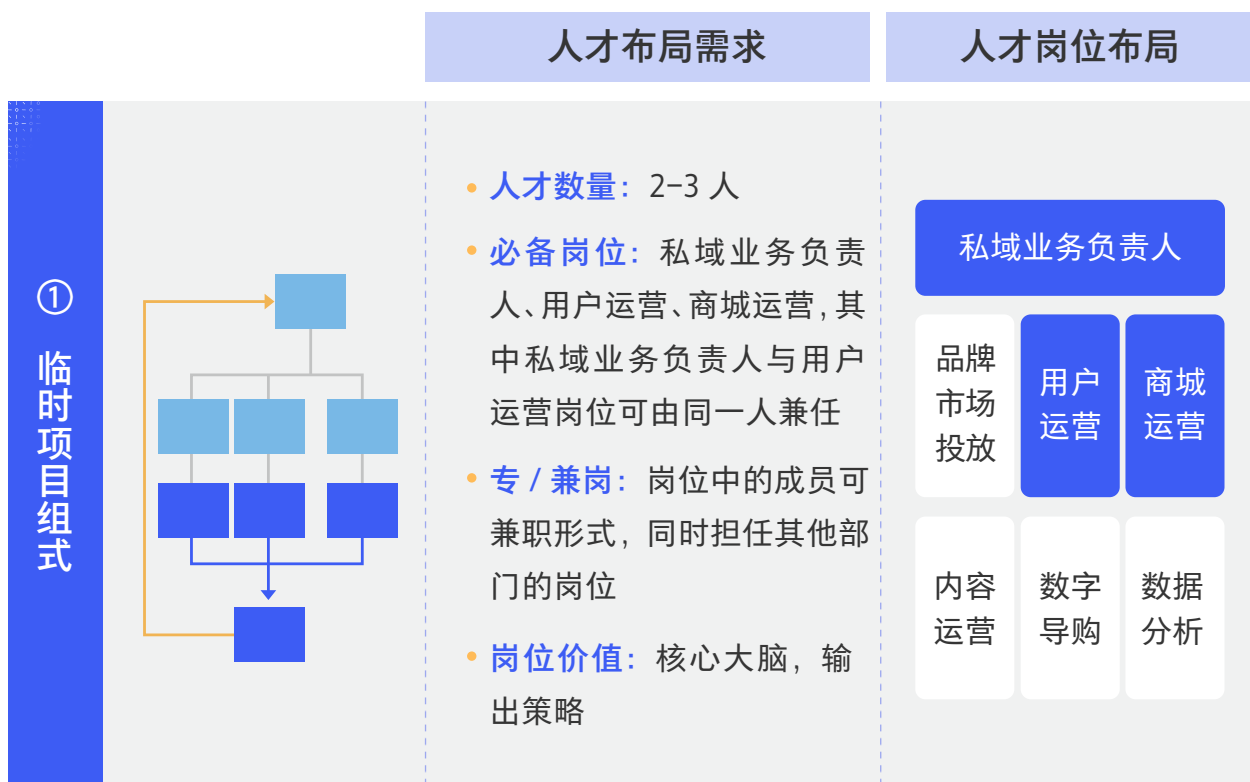 人才布局需求
人才岗位布局
① 临时项目组式
• 人才数量：2-3 人
• 必备岗位：私域业务负责
人、用户运营、商城运营，其
中私域业务负责人与用户
运营岗位可由同一人兼任
• 专 / 兼岗：岗位中的成员可
兼职形式，同时担任其他部
门的岗位
• 岗位价值：核心大脑，输
出策略
私域业务负责人
品牌
市场
投放
用户
运营
商城
运营
内容
运营
数字
导购
数据
分析